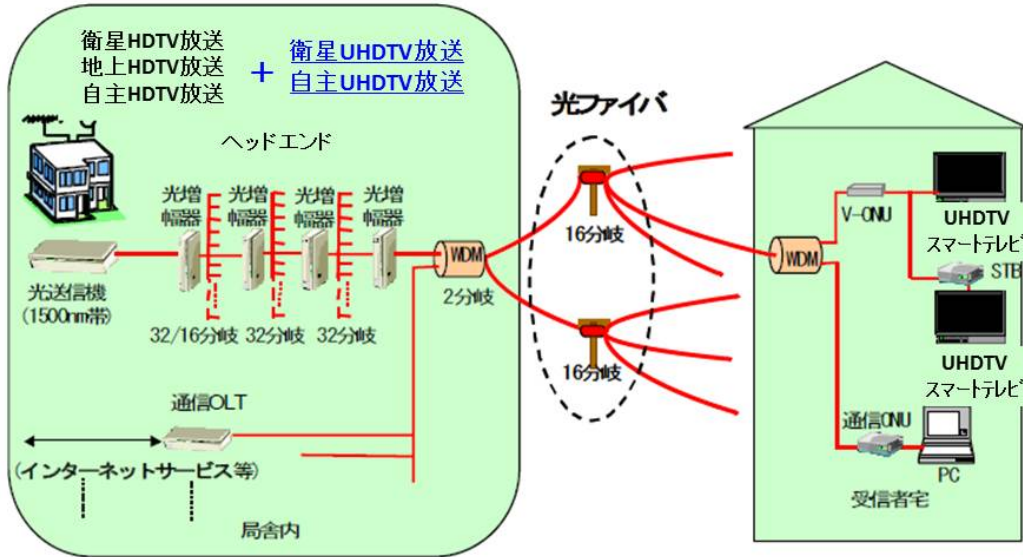 衛星HDTV放送
地上HDTV放送
自主HDTV放送
+
衛星UHDTV放送
自主UHDTV放送
ヘッドエンド
光増
幅器
光増
幅器
光増
幅器
光増
幅器
光送信機
(1500nm帯)
32/16分岐
32分岐
32分岐
WDM
2分岐
通信OLT
(インターネットサービス等)
局舎内
光ファイバ
16分岐
16分岐
WDM
V-ONU
UHDTV
スマートテレビ
STB
UHDTV
スマートテレビ
通信ONU
PC
受信者宅